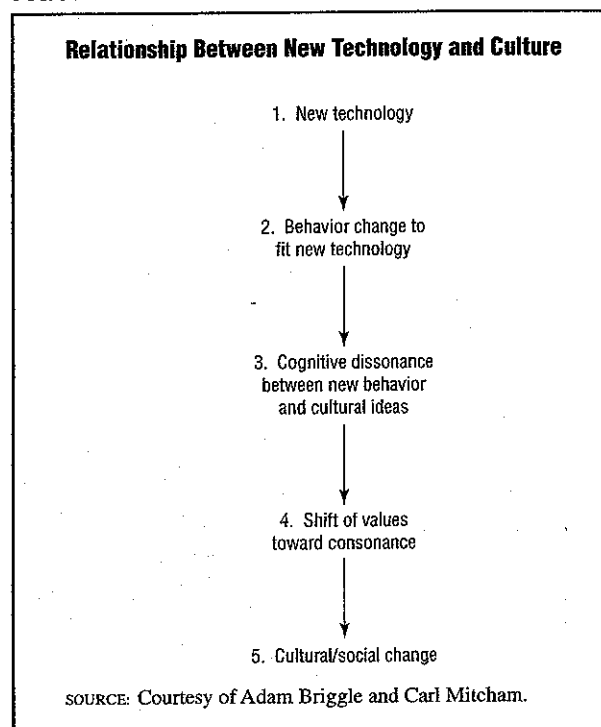 Relationship Between New Technology and Culture
1. New technology
2. Behavior change to
fit new technology
3. Cognitive dissonance
between new behavior
and cultural ideas
4. Shift of values
toward consonance
5. Cultural/social change
SOURCE: Courtesy of Adam Briggle and Carl Mitcham.